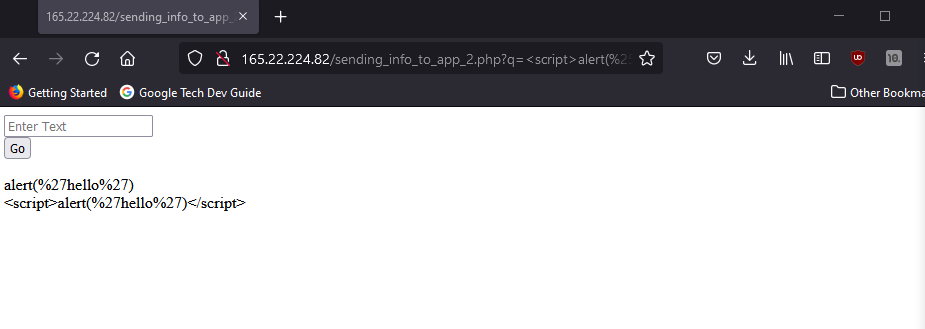 165.22.224.82/sending_info_to_app_
165.22.224.82/sending_info_to_app_2.php?q=<script>alert(%2
Getting Started
Google Tech Dev Guide
Other Bookma
Enter Text
Go
alert(%27hello%27)
<script>alert(%27hello%27)</script>